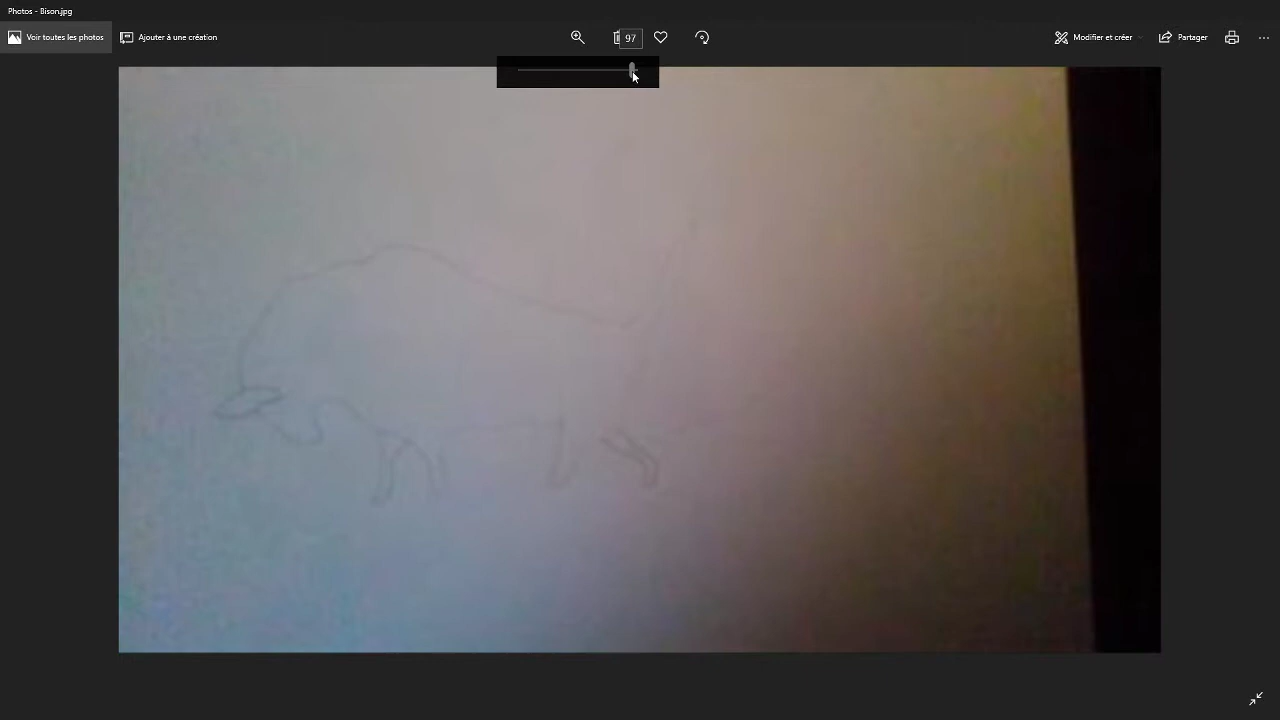 Photos - Bison.jpg
Voir toutes les photos
Ajouter à une création
97
Modifier et créer
Partager